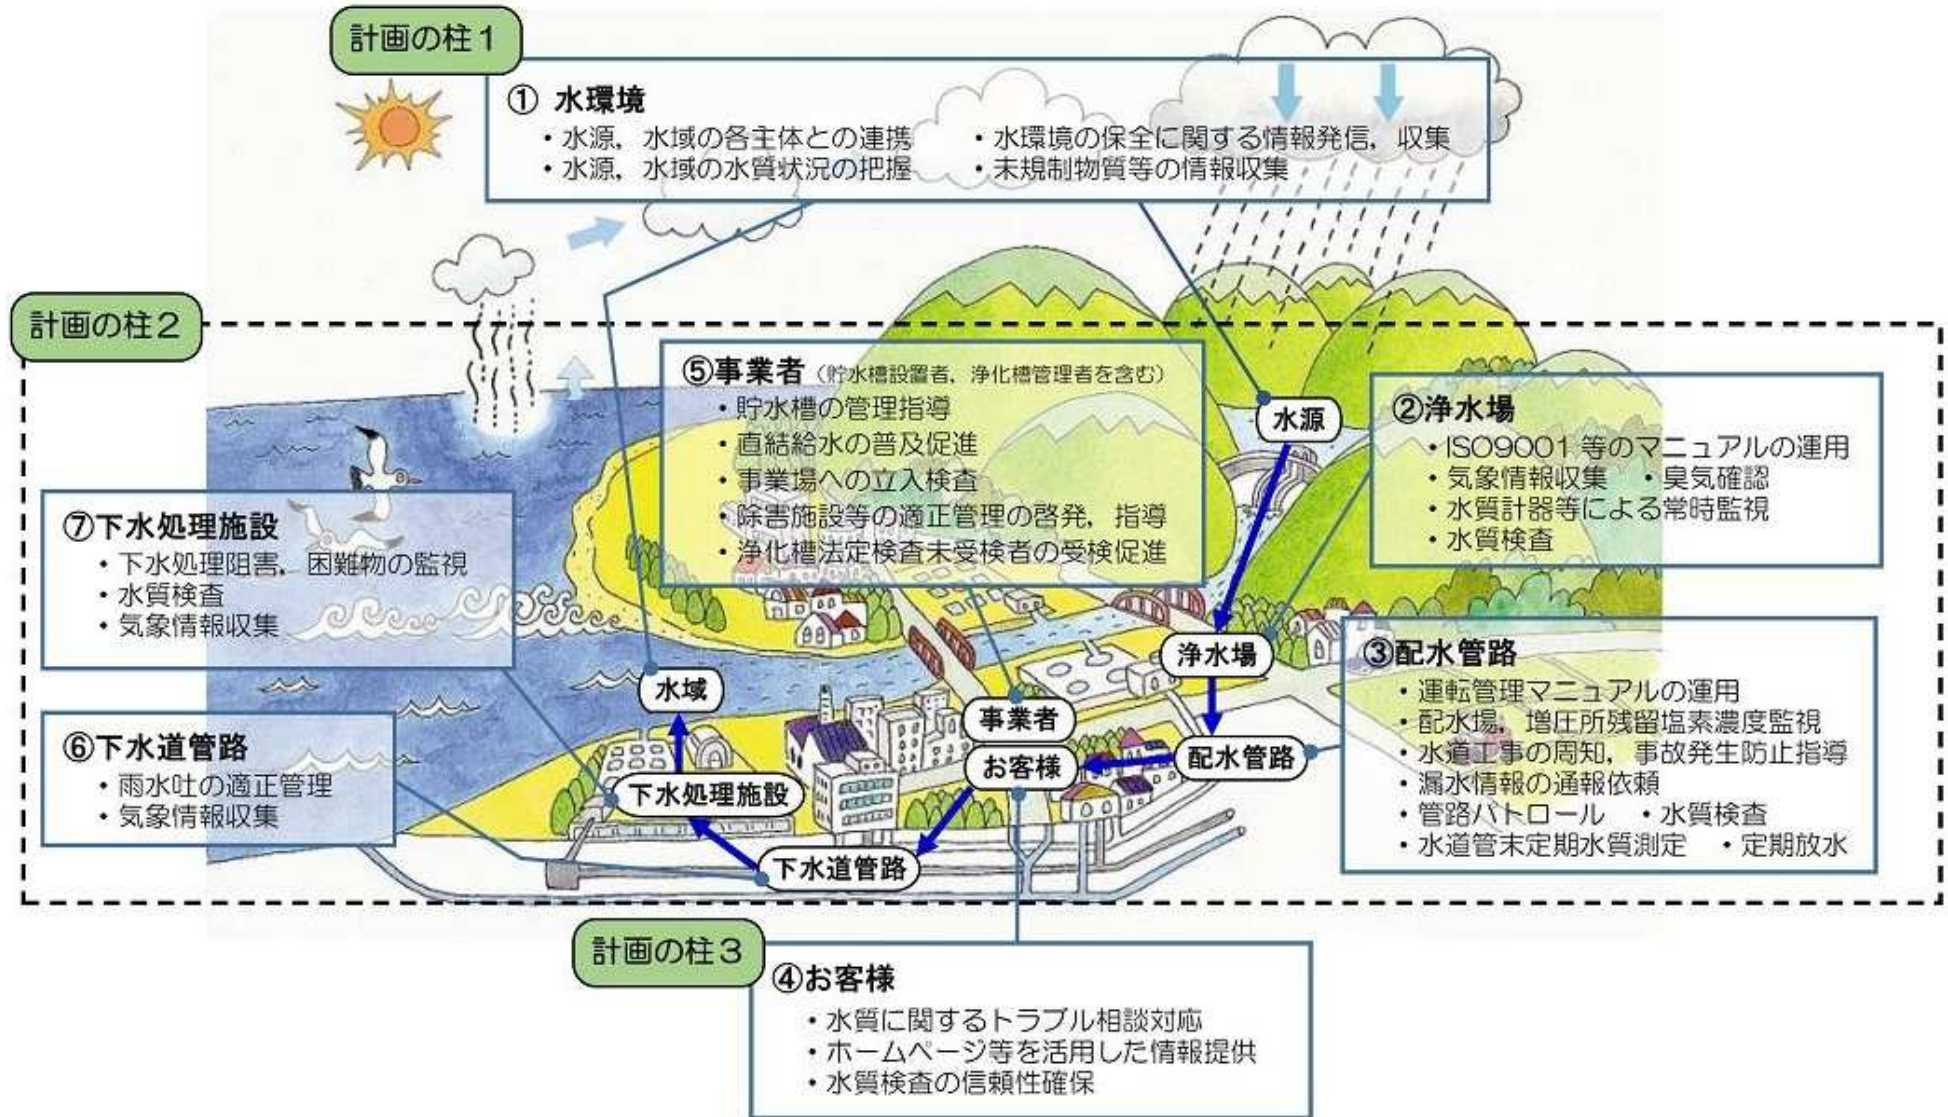 計画の柱1
① 水環境
・水源，水域の各主体との連携 ・水環境の保全に関する情報発信，収集
・水源，水域の水質状況の把握 ・未規制物質等の情報収集
計画の柱2
⑤事業者（貯水槽設置者，浄化槽管理者を含む）
・貯水槽の管理指導
・直結給水の普及促進
・事業場への立入検査
・除害施設等の適正管理の啓発，指導
・浄化槽法定検査未受検者の受検促進
水源
②浄水場
・ISO9001等のマニュアルの運用
・気象情報収集 ・臭気確認
・水質計器等による常時監視
・水質検査
⑦下水処理施設
・下水処理阻害，困難物の監視
・水質検査
・気象情報収集
浄水場
③配水管路
・運転管理マニュアルの運用
・配水場，増圧所残留塩素濃度監視
・水道工事の周知，事故発生防止指導
・漏水情報の通報依頼
・管路パトロール ・水質検査
・水道管末定期水質測定 ・定期放水
水域
事業者
お客様
配水管路
⑥下水道管路
・雨水吐の適正管理
・気象情報収集
下水処理施設
下水道管路
計画の柱3
④お客様
・水質に関するトラブル相談対応
・ホームページ等を活用した情報提供
・水質検査の信頼性確保